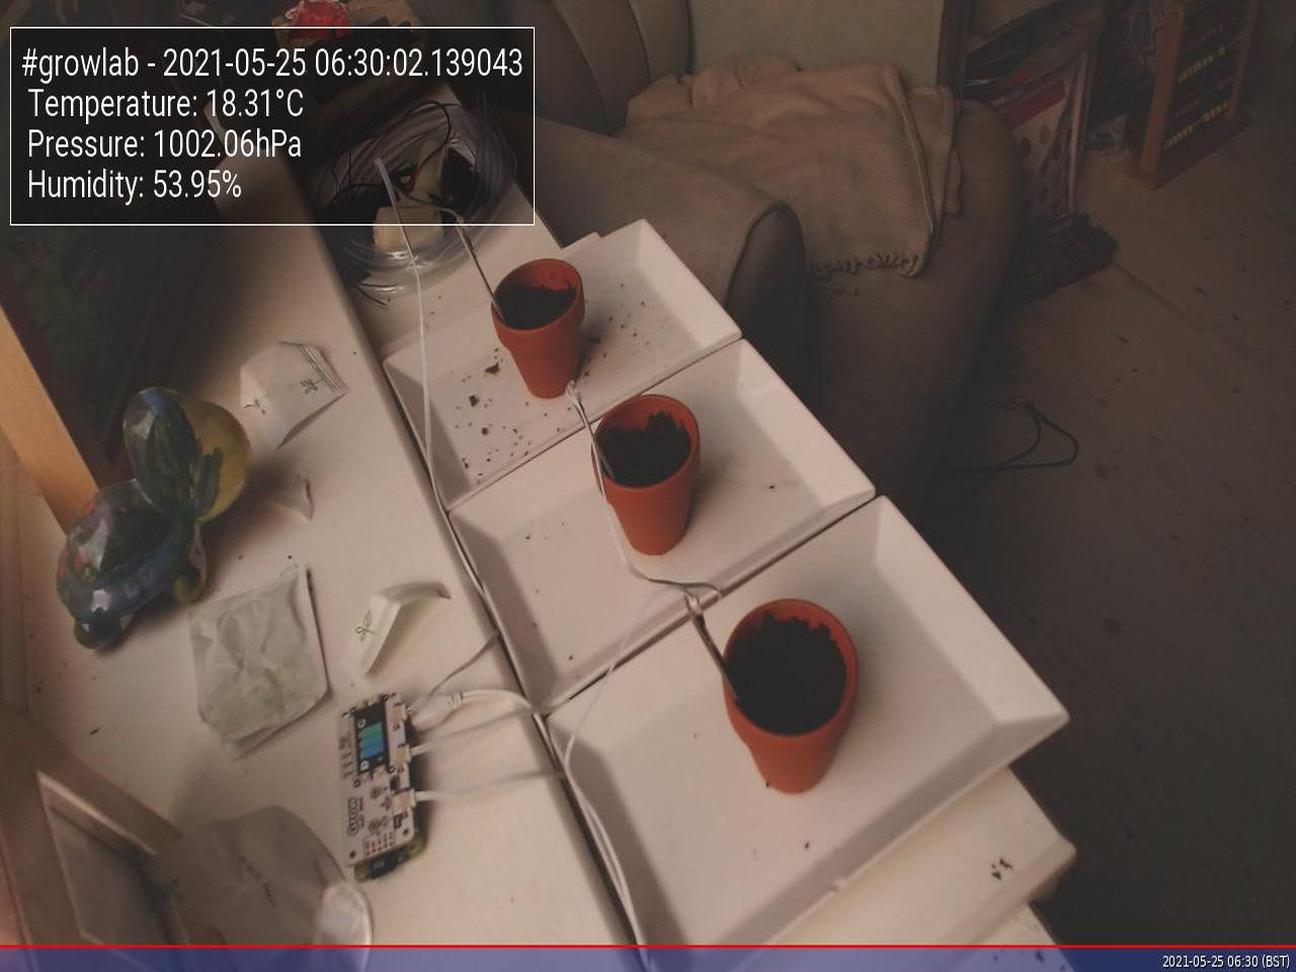 #growlab - 2021-05-25 06:30:02.139043
Temperature: 18.31°C
Pressure: 1002.06hPa
Humidity: 53.95%
Grow
2021-05-25 06:30 (BST)